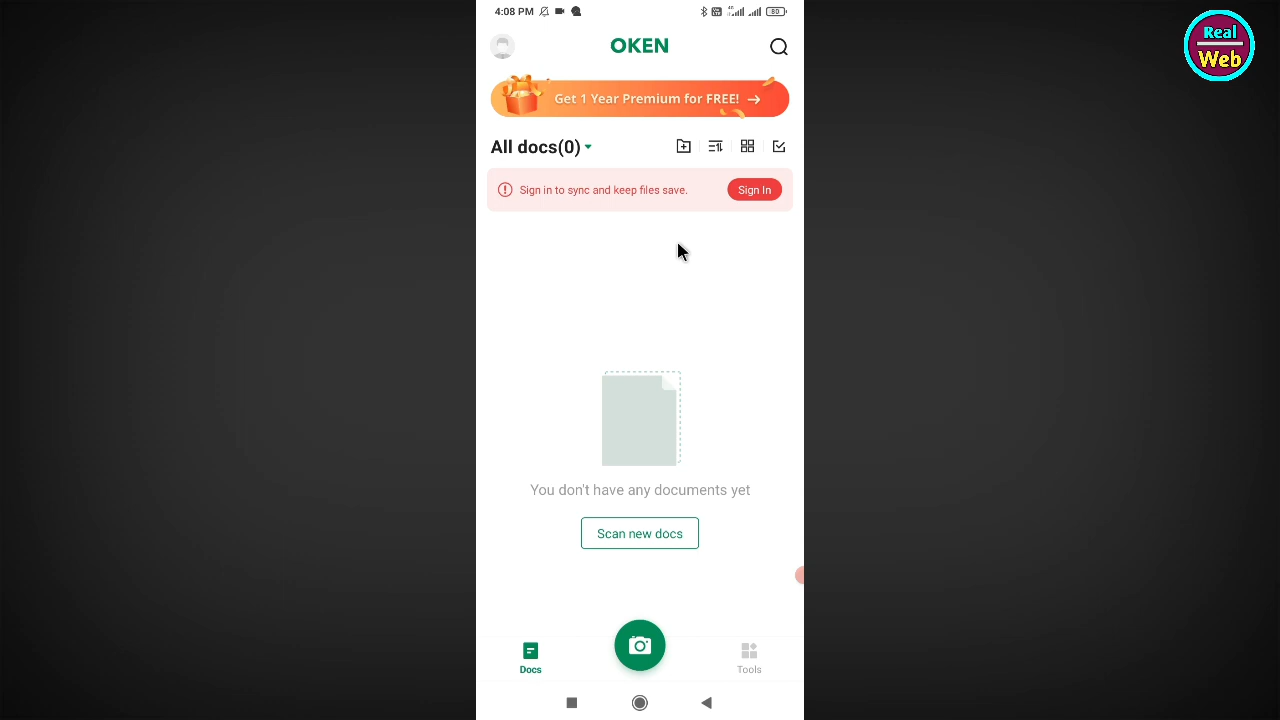 4:08 PM
80
OKEN
Get 1 Year Premium for FREE!
All docs(0)
Sign in to sync and keep files save.
Sign In
You don't have any documents yet
Scan new docs
Docs
Tools
Real
Web